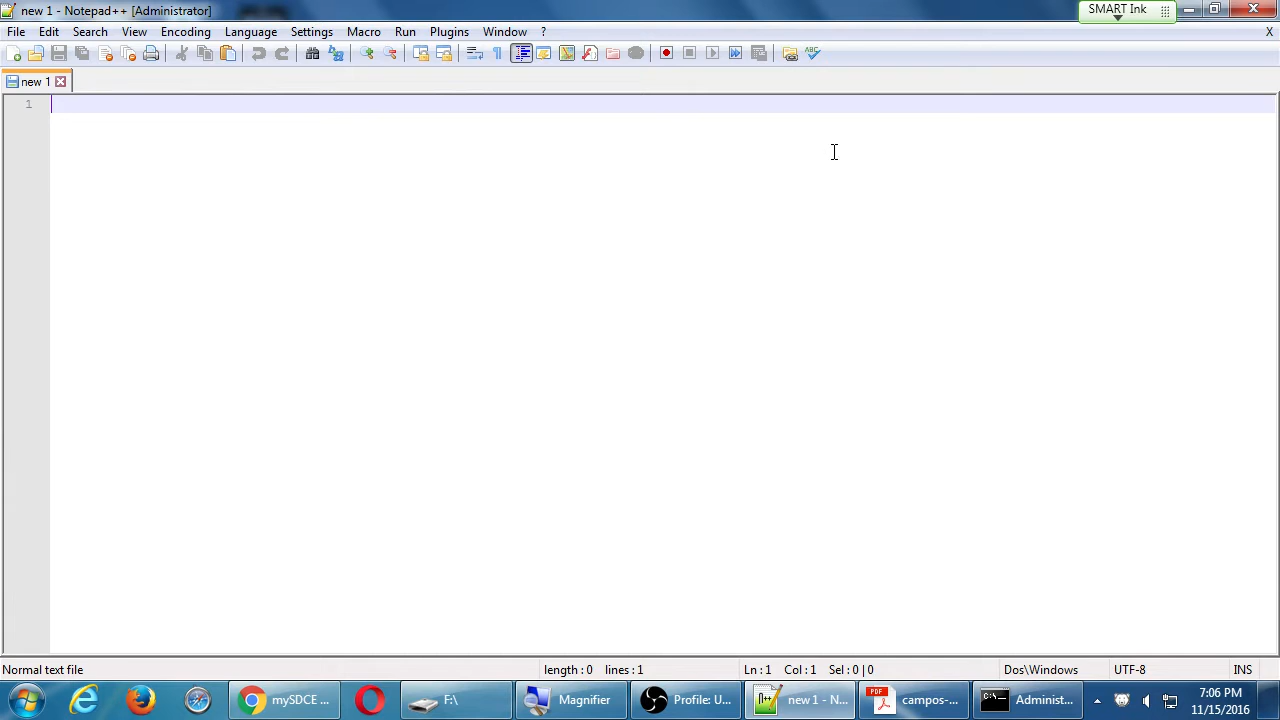 new 1 - Notepad++ [Administrator]
SMART Ink
File Edit Search View Encoding Language Settings Macro Run Plugins Window ? X
new 1
1
Normal text file length : 0 lines : 1 Ln : 1 Col : 1 Sel : 0 | 0 Dos\Windows UTF-8 INS
mySDCE ... F:\ Magnifier Profile: U... new 1 - N... PDF campos-... C:\. Administ... 7:06 PM
11/15/2016